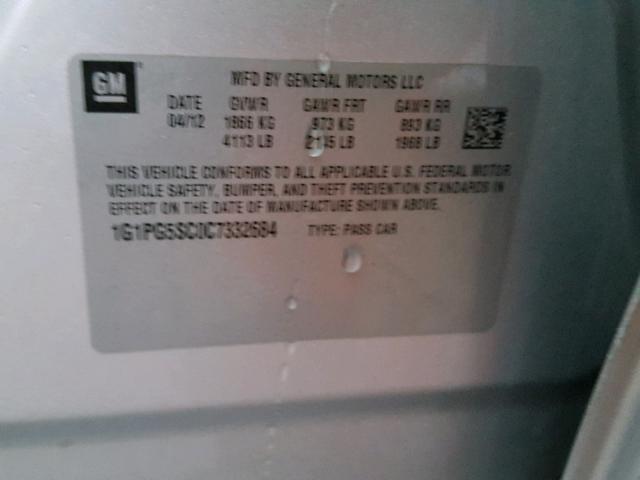 GM
MFD BY GENERAL MOTORS LLC
DATE GVWR GAWR FRT GAWR RR
04/12 1866 KG 973 KG 893 KG
4113 LB 2145 LB 1968 LB
THIS VEHICLE CONFORMS TO ALL APPLICABLE U.S. FEDERAL MOTOR
VEHICLE SAFETY, BUMPER, AND THEFT PREVENTION STANDARDS IN
EFFECT ON THE DATE OF MANUFACTURE SHOWN ABOVE.
1G1PG5SC0C7332684 TYPE: PASS CAR